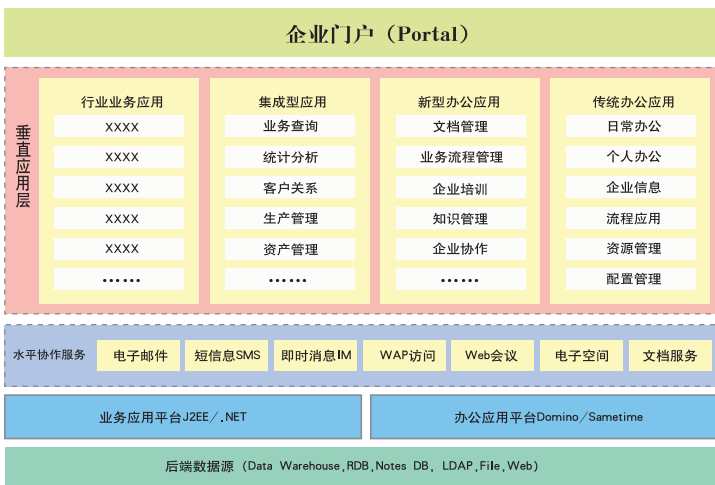 企业门户（Portal）
垂直应用层
行业业务应用
XXXX
XXXX
XXXX
XXXX
XXXX
……
集成型应用
业务查询
统计分析
客户关系
生产管理
资产管理
……
新型办公应用
文档管理
业务流程管理
企业培训
知识管理
企业协作
……
传统办公应用
日常办公
个人办公
企业信息
流程应用
资源管理
配置管理
水平协作服务
电子邮件
短信息SMS
即时消息IM
WAP访问
Web会议
电子空间
文档服务
业务应用平台J2EE/.NET
办公应用平台Domino/Sametime
后端数据源（Data Warehouse,RDB,Notes DB, LDAP,File,Web）